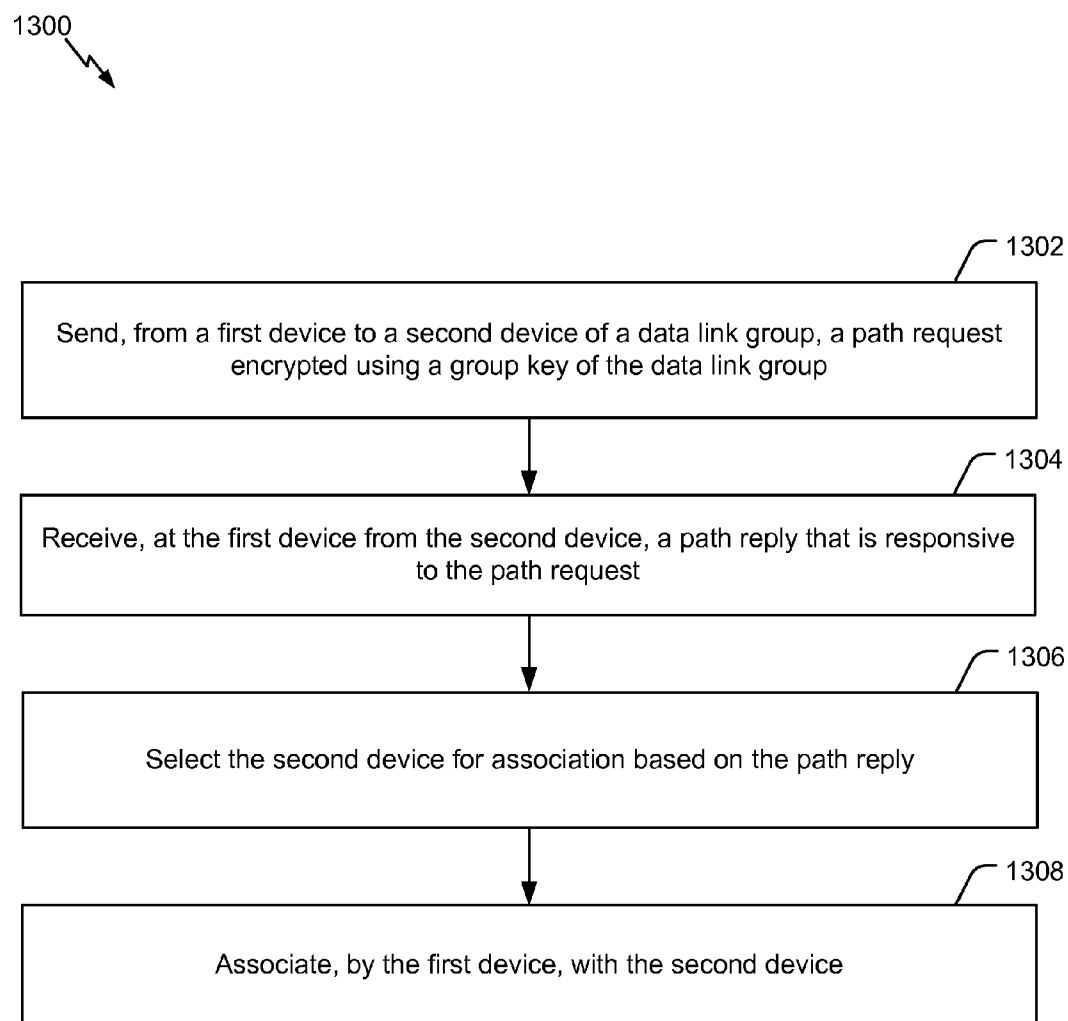 1300
1302
Send, from a first device to a second device of a data link group, a path request
encrypted using a group key of the data link group
1304
Receive, at the first device from the second device, a path reply that is responsive
to the path request
1306
Select the second device for association based on the path reply
1308
Associate, by the first device, with the second device